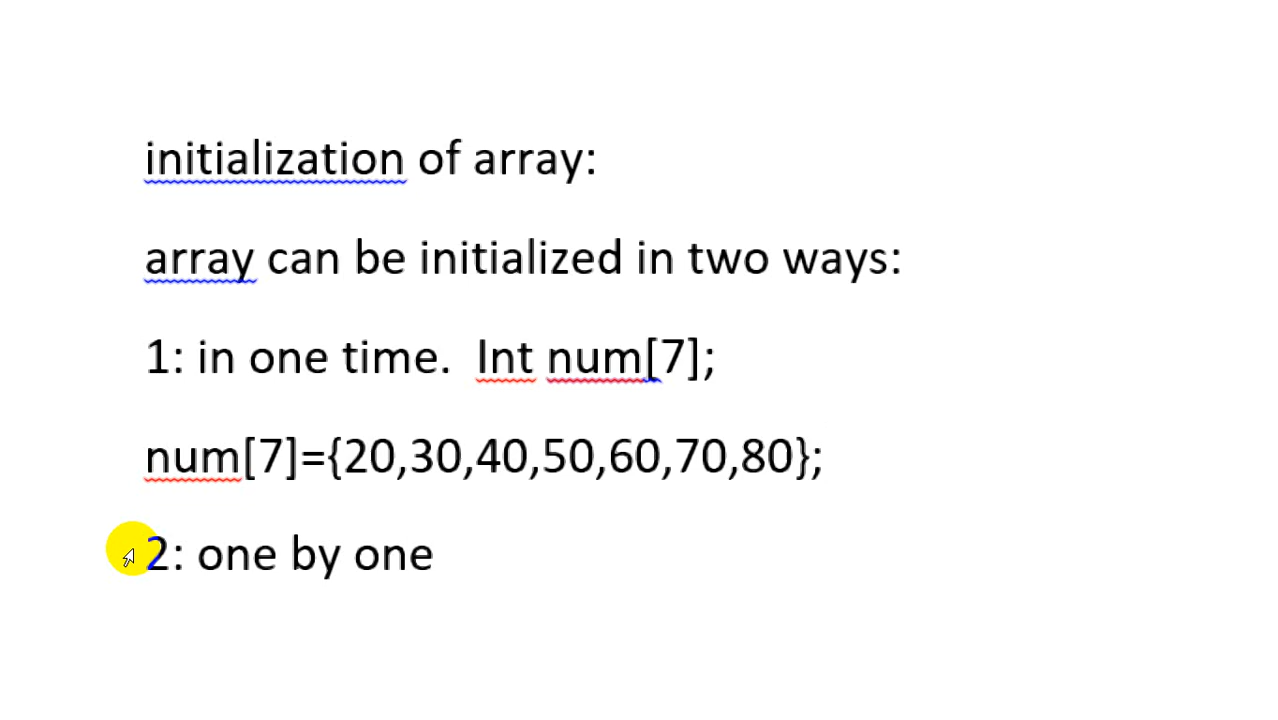 initialization of array:
array can be initialized in two ways:
1: in one time.  Int num[7];
num[7]={20,30,40,50,60,70,80};
2: one by one